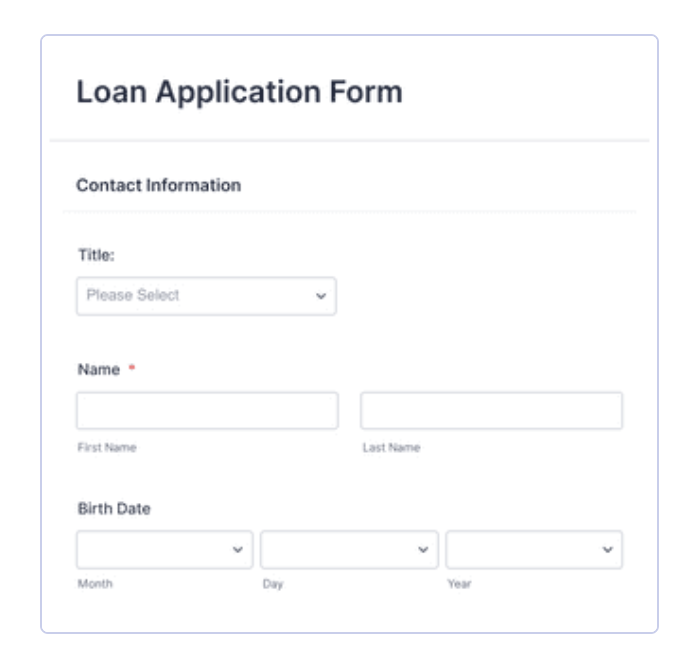 Loan Application Form
Contact Information
Title:
Please Select
Name *
First Name Last Name
Birth Date
Month Day Year